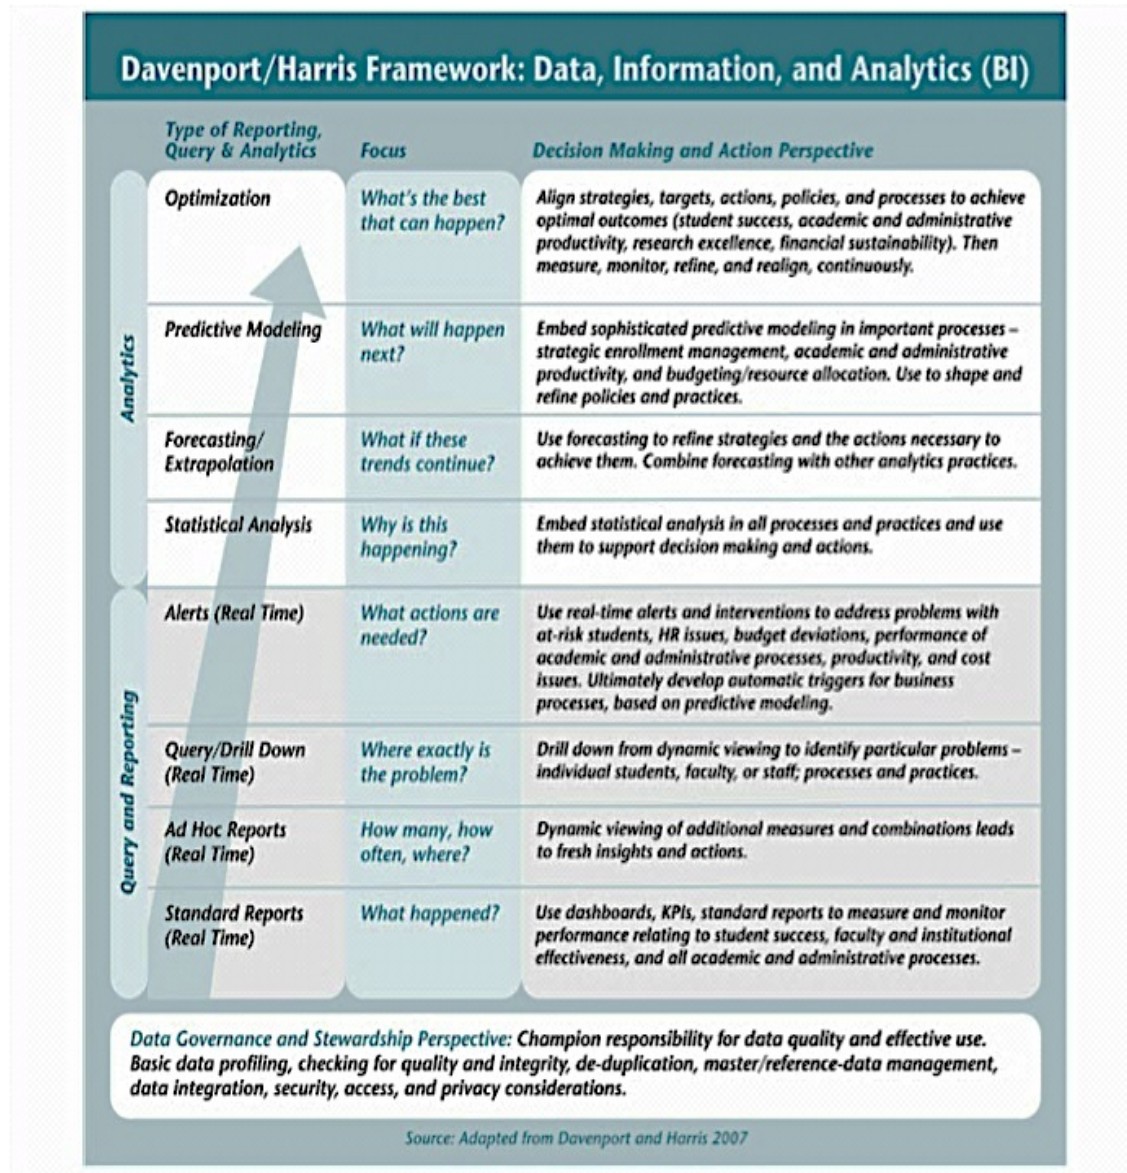 Davenport/Harris Framework: Data, Information, and Analytics (BI)
Type of Reporting,
Query & Analytics
Focus
Decision Making and Action Perspective
Analytics
Optimization
What's the best
that can happen?
Align strategies, targets, actions, policies, and processes to achieve
optimal outcomes (student success, academic and administrative
productivity, research excellence, financial sustainability). Then
measure, monitor, refine, and realign, continuously.
Predictive Modeling
What will happen
next?
Embed sophisticated predictive modeling in important processes –
strategic enrollment management, academic and administrative
productivity, and budgeting/resource allocation. Use to shape and
refine policies and practices.
Forecasting/
Extrapolation
What if these
trends continue?
Use forecasting to refine strategies and the actions necessary to
achieve them. Combine forecasting with other analytics practices.
Statistical Analysis
Why is this
happening?
Embed statistical analysis in all processes and practices and use
them to support decision making and actions.
Query and Reporting
Alerts (Real Time)
What actions are
needed?
Use real-time alerts and interventions to address problems with
at-risk students, HR issues, budget deviations, performance of
academic and administrative processes, productivity, and cost
issues. Ultimately develop automatic triggers for business
processes, based on predictive modeling.
Query/Drill Down
(Real Time)
Where exactly is
the problem?
Drill down from dynamic viewing to identify particular problems –
individual students, faculty, or staff; processes and practices.
Ad Hoc Reports
(Real Time)
How many, how
often, where?
Dynamic viewing of additional measures and combinations leads
to fresh insights and actions.
Standard Reports
(Real Time)
What happened?
Use dashboards, KPIs, standard reports to measure and monitor
performance relating to student success, faculty and institutional
effectiveness, and all academic and administrative processes.
Data Governance and Stewardship Perspective: Champion responsibility for data quality and effective use.
Basic data profiling, checking for quality and integrity, de-duplication, master/reference-data management,
data integration, security, access, and privacy considerations.
Source: Adapted from Davenport and Harris 2007